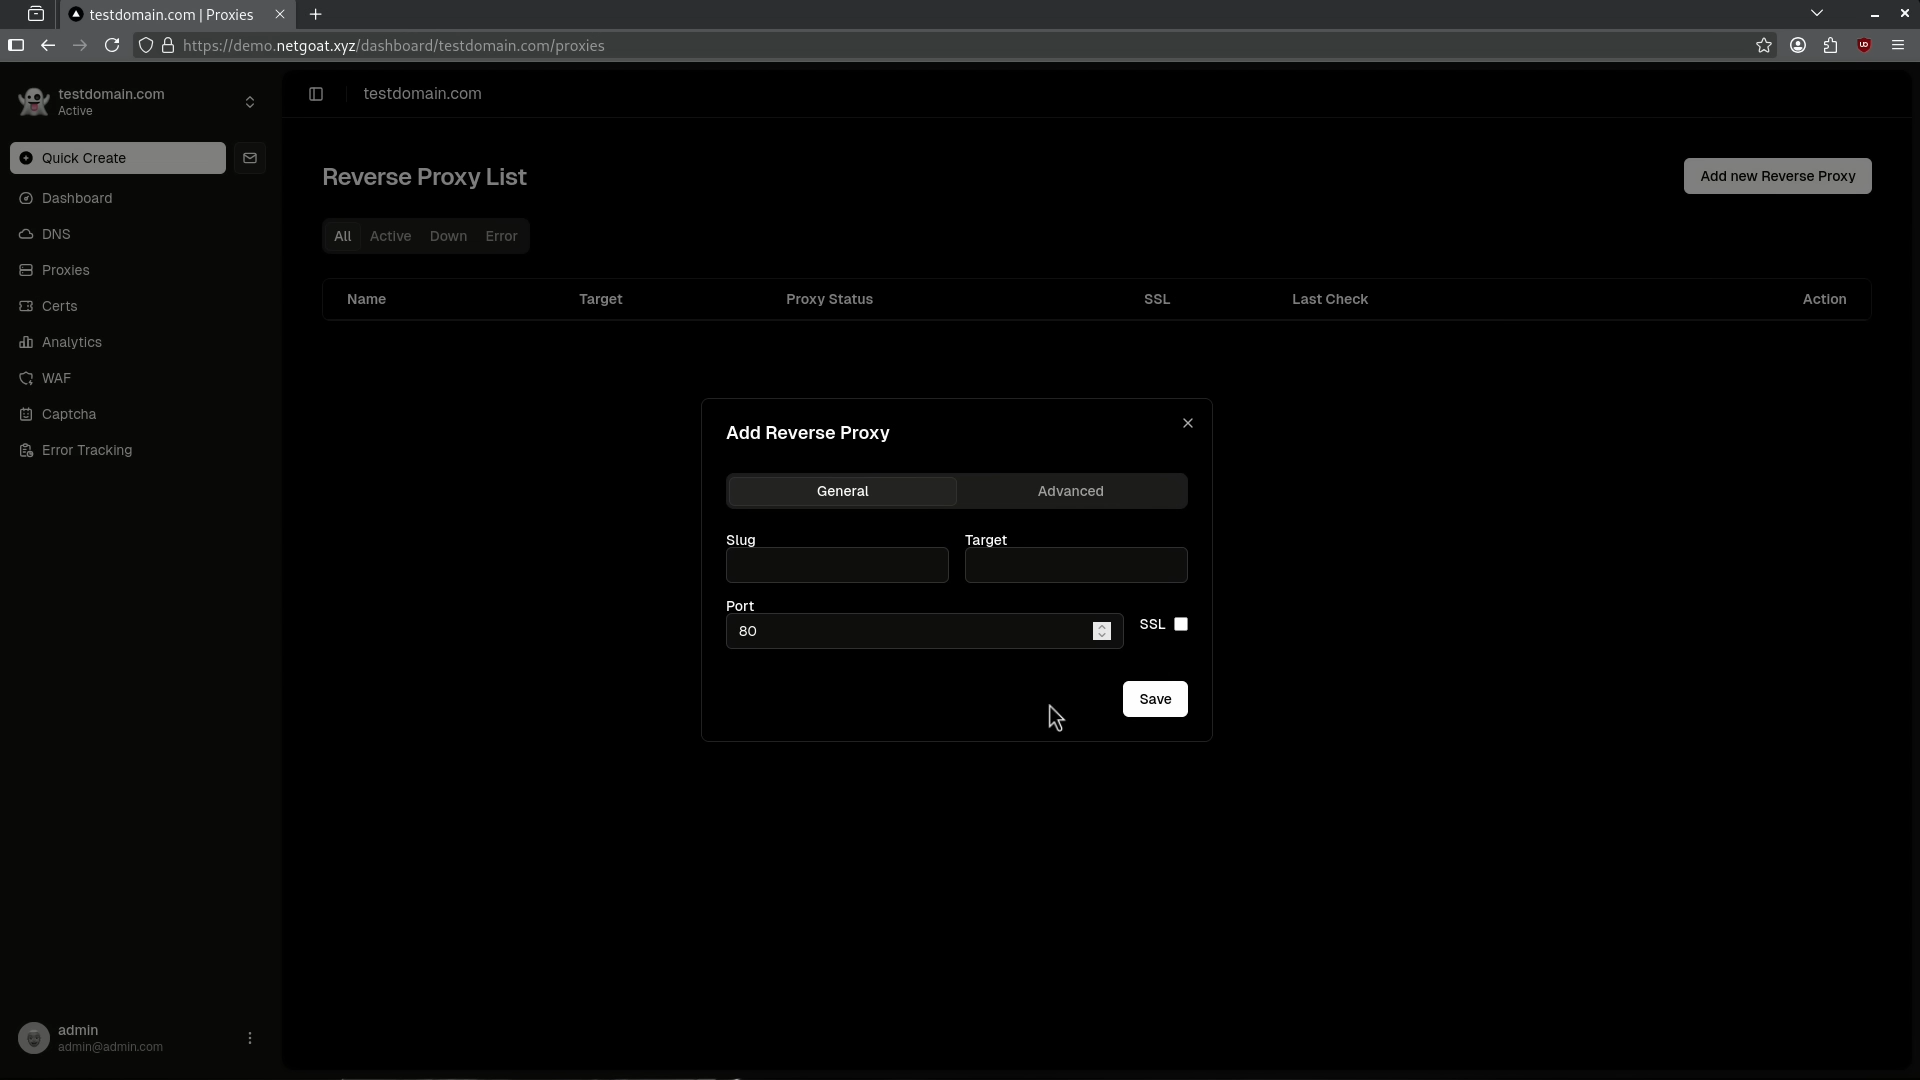 testdomain.com | Proxies
https://demo.netgoat.xyz/dashboard/testdomain.com/proxies
testdomain.com
Active
Quick Create
Dashboard
DNS
Proxies
Certs
Analytics
WAF
Captcha
Error Tracking
admin
admin@admin.com
testdomain.com
Reverse Proxy List
Add new Reverse Proxy
All Active Down Error
Name Target Proxy Status SSL Last Check Action
Add Reverse Proxy
General Advanced
Slug Target
Port
80 SSL
Save